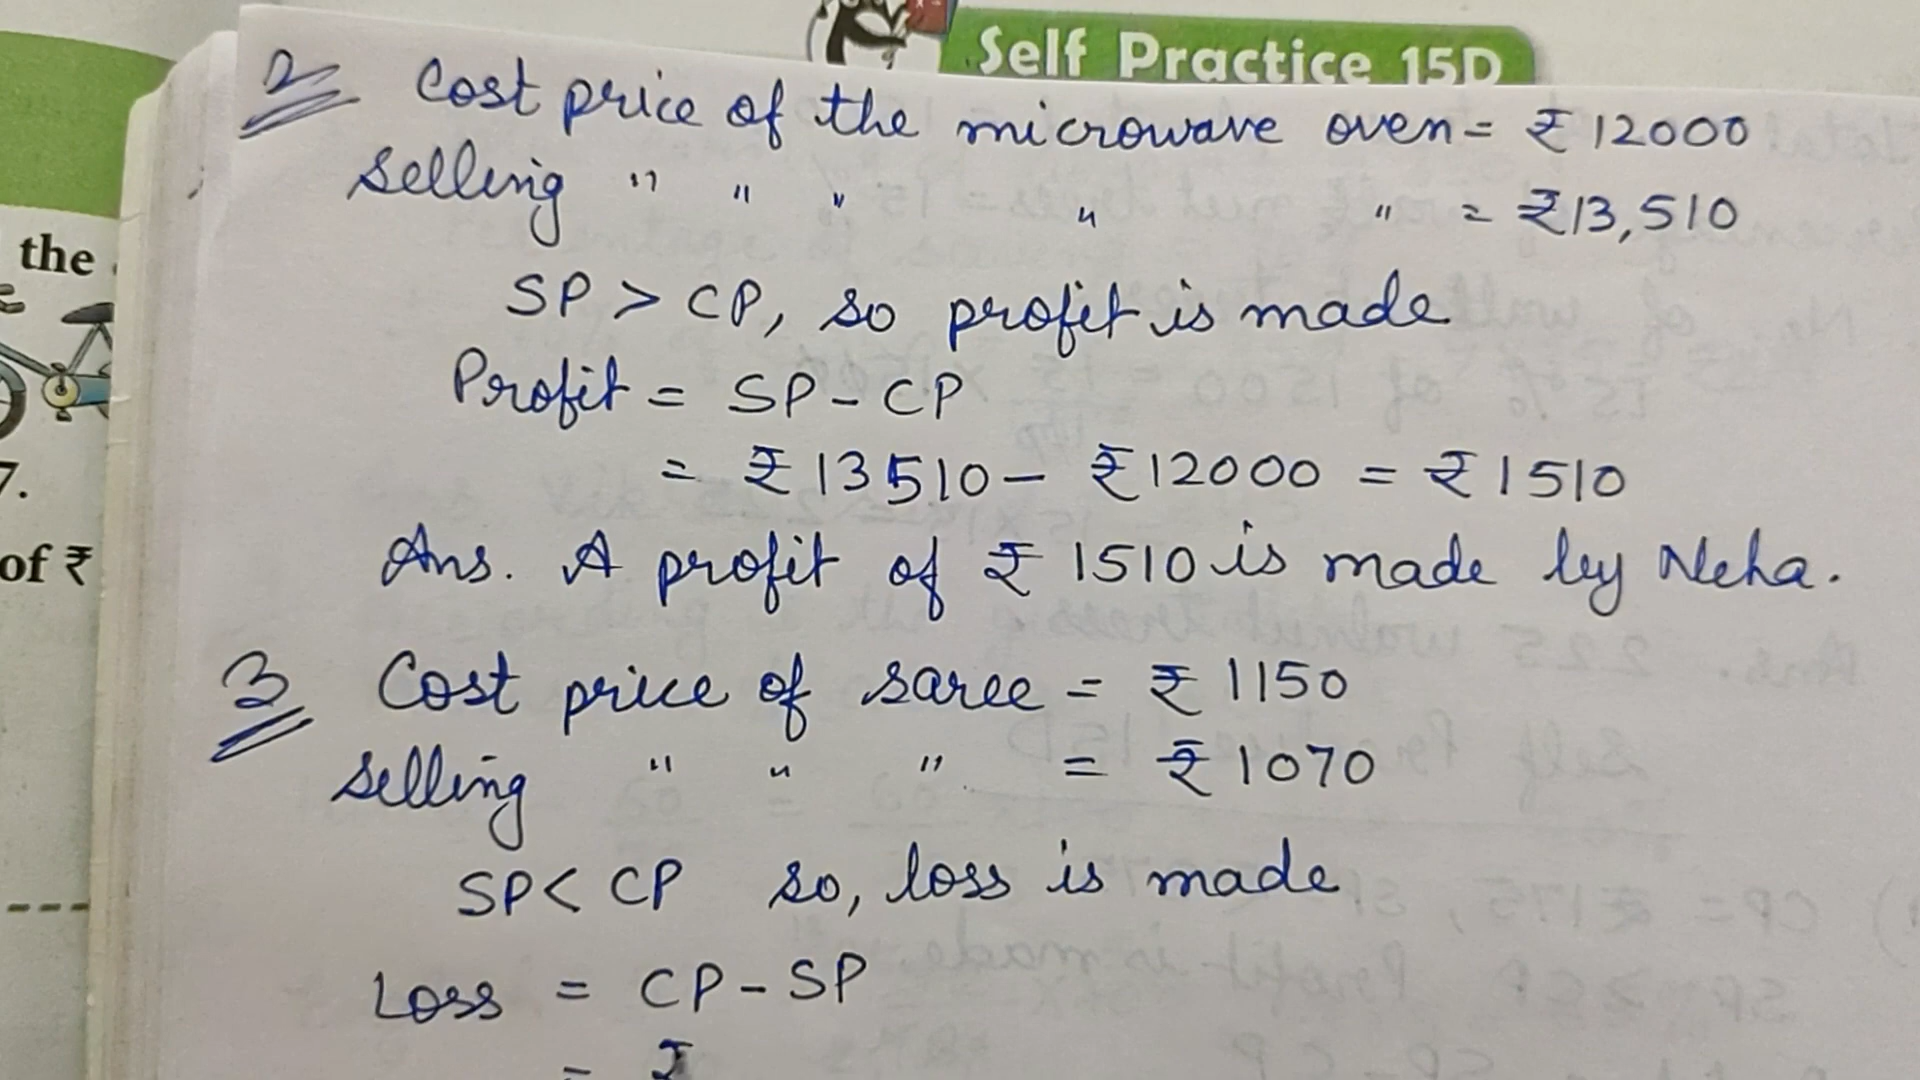 Self Practice 15D
2 Cost price of the microwave oven = ₹ 12000
Selling " " " " " = ₹13,510
SP > CP, so profit is made
Profit = SP - CP
= ₹ 13510 - ₹ 12000 = ₹ 1510
Ans. A profit of ₹ 1510 is made by Neha.
3 Cost price of saree = ₹ 1150
Selling " " " = ₹ 1070
SP < CP so, loss is made
Loss = CP - SP
= ₹
the
7.
of ₹